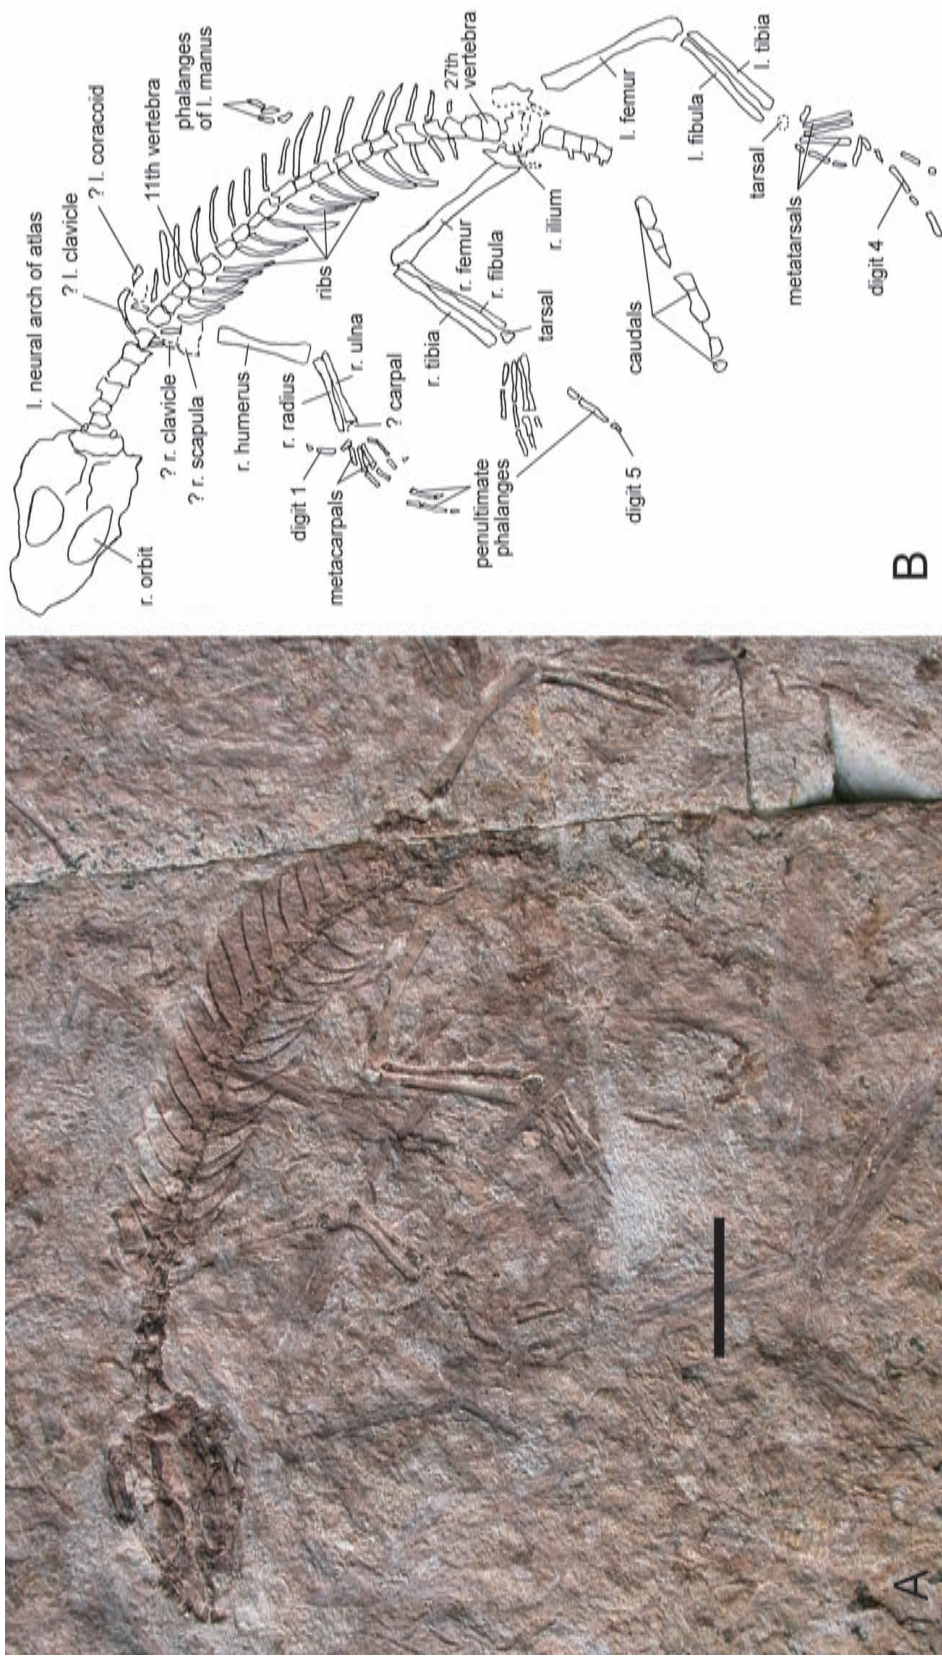 l. neural arch of atlas
? l. clavicle
? l. coracoid
11th vertebra
phalanges
of l. manus
27th
vertebra
l. femur
l. fibula
l. tibia
tarsal
metatarsals
digit 4
r. ilium
r. femur
r. fibula
r. tibia
tarsal
caudals
ribs
? r. clavicle
? r. scapula
r. humerus
r. radius
r. ulna
? carpal
digit 1
metacarpals
penultimate
phalanges
digit 5
r. orbit
B
A